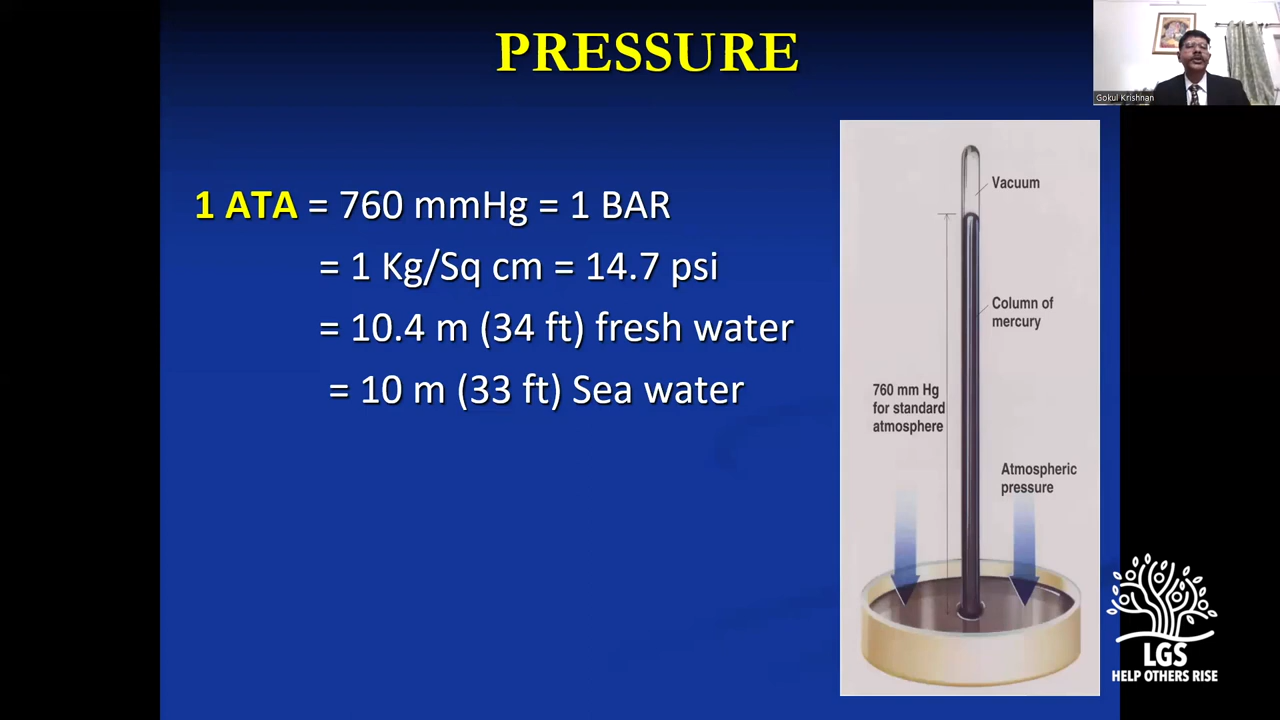 PRESSURE
Gokul Krishnan
1 ATA = 760 mmHg = 1 BAR
= 1 Kg/Sq cm = 14.7 psi
= 10.4 m (34 ft) fresh water
= 10 m (33 ft) Sea water
Vacuum
Column of
mercury
760 mm Hg
for standard
atmosphere
Atmospheric
pressure
LGS
HELP OTHERS RISE